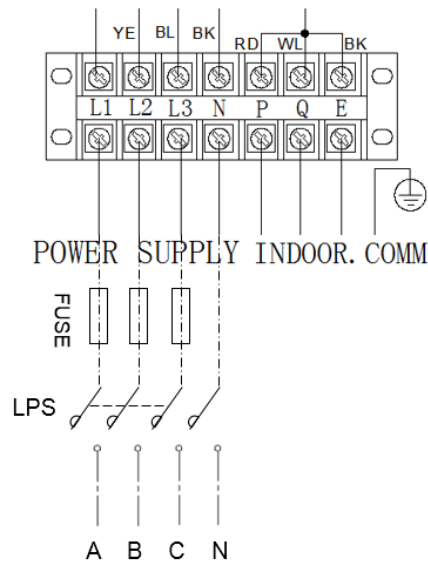 YE BL BK RD WL BK
L1 L2 L3 N P Q E
POWER SUPPLY INDOOR. COMM
FUSE
LPS
A B C N